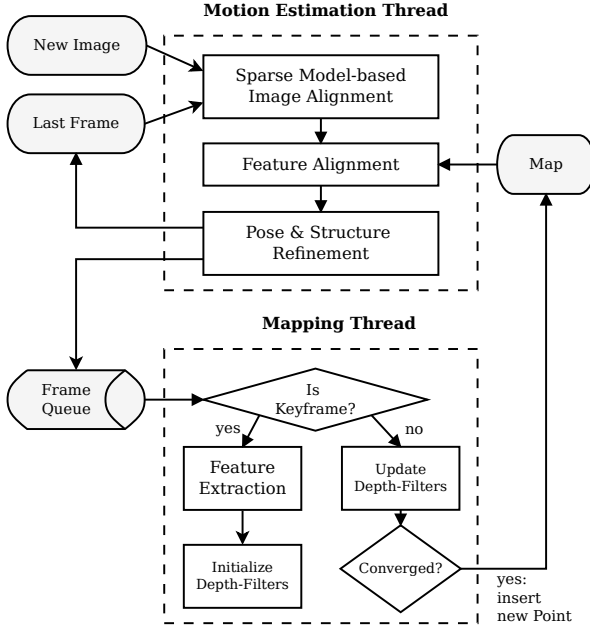 Motion Estimation Thread
New Image
Sparse Model-based
Image Alignment
Last Frame
Feature Alignment
Map
Pose & Structure
Refinement
Mapping Thread
Frame
Queue
Is
Keyframe?
yes
no
Feature
Extraction
Update
Depth-Filters
Initialize
Depth-Filters
Converged?
yes:
insert
new Point